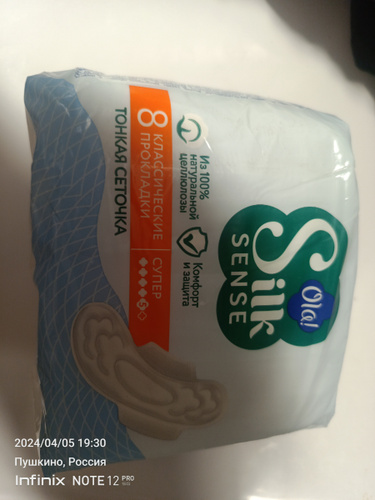 Ola!
Silk
SENSE
Из 100%
натуральной
целлюлозы
Комфорт
и защита
8 КЛАССИЧЕСКИЕ
ПРОКЛАДКИ
СУПЕР
5
ТОНКАЯ СЕТОЧКА
2024/04/05 19:30
Пушкино, Россия
Infinix NOTE 12 PRO